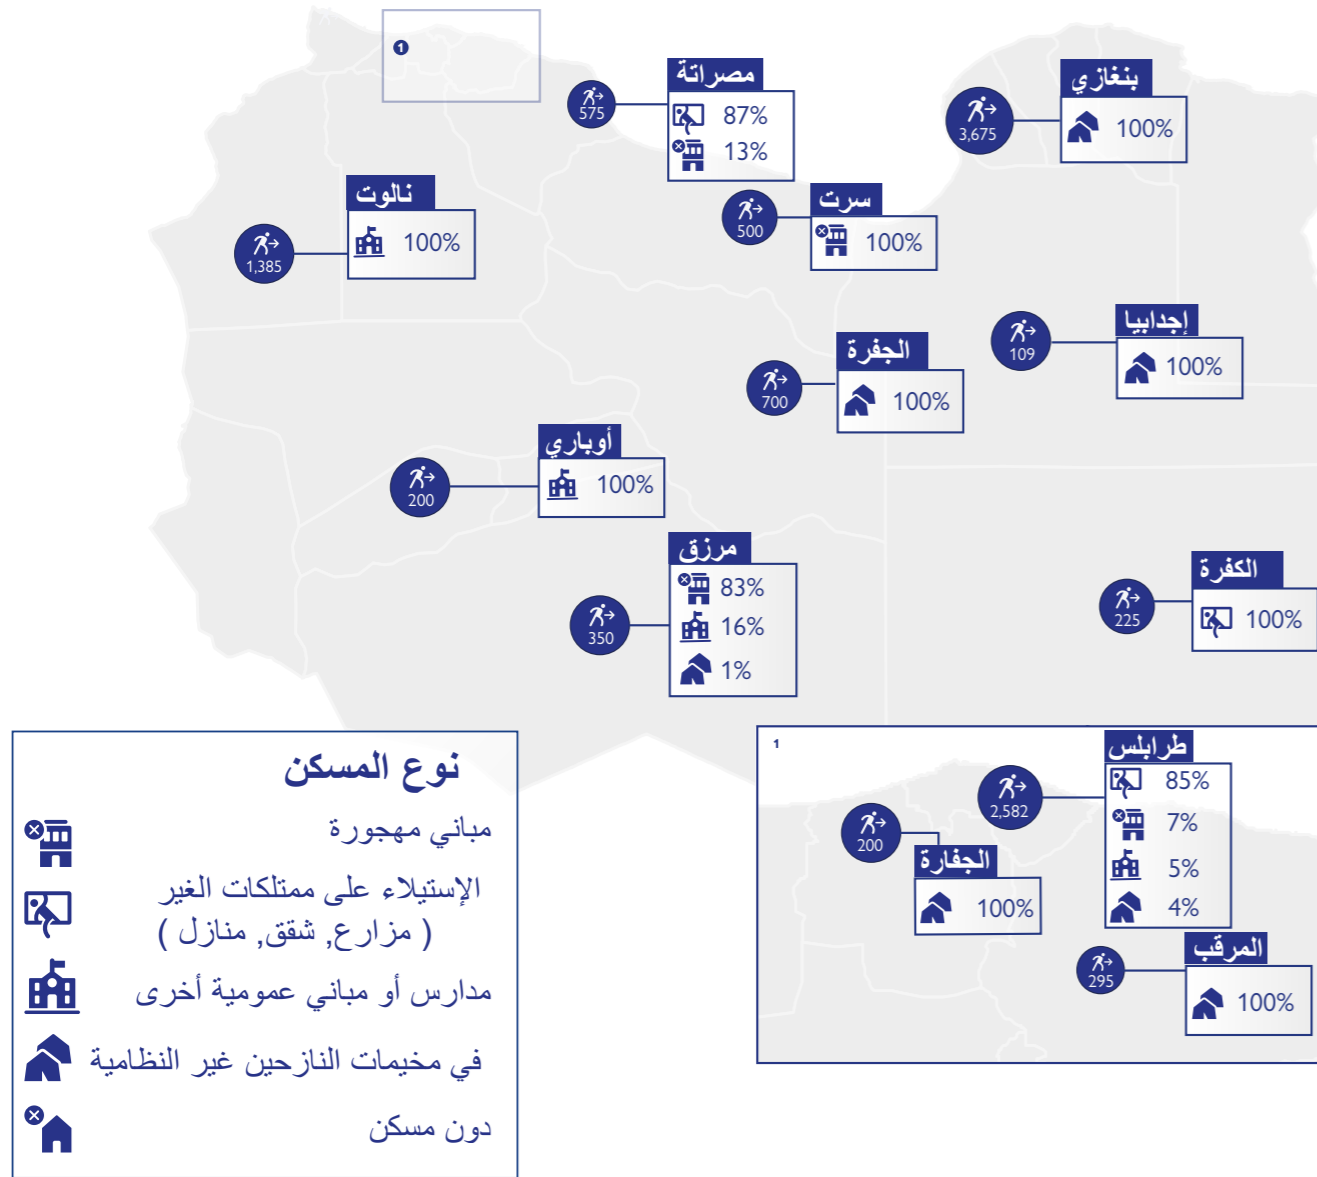 1
مصراتة
575
87%
13%
بنغازي
3,675
100%
نالوت
1,385
100%
سرت
500
100%
إجدابيا
109
100%
الجفرة
700
100%
أوباري
200
100%
مرزق
350
83%
16%
1%
الكفرة
225
100%
نوع المسكن
مباني مهجورة
الإستيلاء على ممتلكات الغير
( مزارع, شقق, منازل )
مدارس أو مباني عمومية أخرى
في مخيمات النازحين غير النظامية
دون مسكن
1
طرابلس
2,582
85%
7%
5%
4%
الجفارة
200
100%
المرقب
295
100%